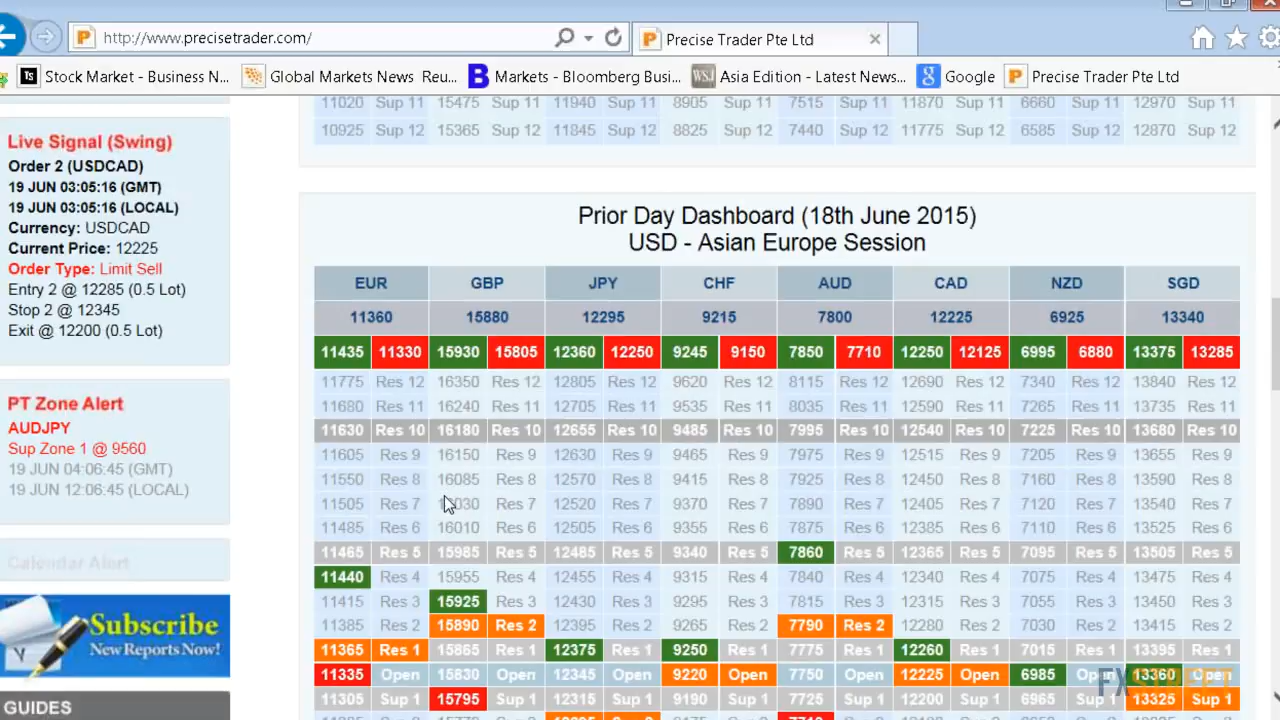 http://www.precisetrader.com/
Precise Trader Pte Ltd
Stock Market - Business N...
Global Markets News Reu...
Markets - Bloomberg Busi...
Asia Edition - Latest News...
Google
Precise Trader Pte Ltd
11020 Sup 11 15475 Sup 11 11940 Sup 11 8905 Sup 11 7515 Sup 11 11870 Sup 11 6660 Sup 11 12970 Sup 11
10925 Sup 12 15365 Sup 12 11845 Sup 12 8825 Sup 12 7440 Sup 12 11775 Sup 12 6585 Sup 12 12870 Sup 12
Live Signal (Swing)
Order 2 (USDCAD)
19 JUN 03:05:16 (GMT)
19 JUN 03:05:16 (LOCAL)
Currency: USDCAD
Current Price: 12225
Order Type: Limit Sell
Entry 2 @ 12285 (0.5 Lot)
Stop 2 @ 12345
Exit @ 12200 (0.5 Lot)
PT Zone Alert
AUDJPY
Sup Zone 1 @ 9560
19 JUN 04:06:45 (GMT)
19 JUN 12:06:45 (LOCAL)
Calendar Alert
Subscribe
New Reports Now!
GUIDES
Prior Day Dashboard (18th June 2015)
USD - Asian Europe Session
EUR GBP JPY CHF AUD CAD NZD SGD
11360 15880 12295 9215 7800 12225 6925 13340
11435 11330 15930 15805 12360 12250 9245 9150 7850 7710 12250 12125 6995 6880 13375 13285
11775 Res 12 16350 Res 12 12805 Res 12 9620 Res 12 8115 Res 12 12690 Res 12 7340 Res 12 13840 Res 12
11680 Res 11 16240 Res 11 12705 Res 11 9535 Res 11 8035 Res 11 12590 Res 11 7265 Res 11 13735 Res 11
11630 Res 10 16180 Res 10 12655 Res 10 9485 Res 10 7995 Res 10 12540 Res 10 7225 Res 10 13680 Res 10
11605 Res 9 16150 Res 9 12630 Res 9 9465 Res 9 7975 Res 9 12515 Res 9 7205 Res 9 13655 Res 9
11550 Res 8 16085 Res 8 12570 Res 8 9415 Res 8 7925 Res 8 12450 Res 8 7160 Res 8 13590 Res 8
11505 Res 7 Res 7 12520 Res 7 9370 Res 7 7890 Res 7 12405 Res 7 7120 Res 7 13540 Res 7
11485 Res 6 16010 Res 6 12505 Res 6 9355 Res 6 7875 Res 6 12385 Res 6 7110 Res 6 13525 Res 6
11465 Res 5 15985 Res 5 12485 Res 5 9340 Res 5 7860 Res 5 12365 Res 5 7095 Res 5 13505 Res 5
11440 Res 4 15955 Res 4 12455 Res 4 9315 Res 4 7840 Res 4 12340 Res 4 7075 Res 4 13475 Res 4
11415 Res 3 15925 Res 3 12430 Res 3 9295 Res 3 7815 Res 3 12315 Res 3 7055 Res 3 13450 Res 3
11385 Res 2 15890 Res 2 12395 Res 2 9265 Res 2 7790 Res 2 12280 Res 2 7030 Res 2 13415 Res 2
11365 Res 1 15865 Res 1 12375 Res 1 9250 Res 1 7775 Res 1 12260 Res 1 7015 Res 1 13395 Res 1
11335 Open 15830 Open 12345 Open 9220 Open 7750 Open 12225 Open 6985 13360 Open
11305 Sup 1 15795 Sup 1 12315 Sup 1 9190 Sup 1 7725 Sup 1 12200 Sup 1 6965 Sup 1 13325 Sup 1